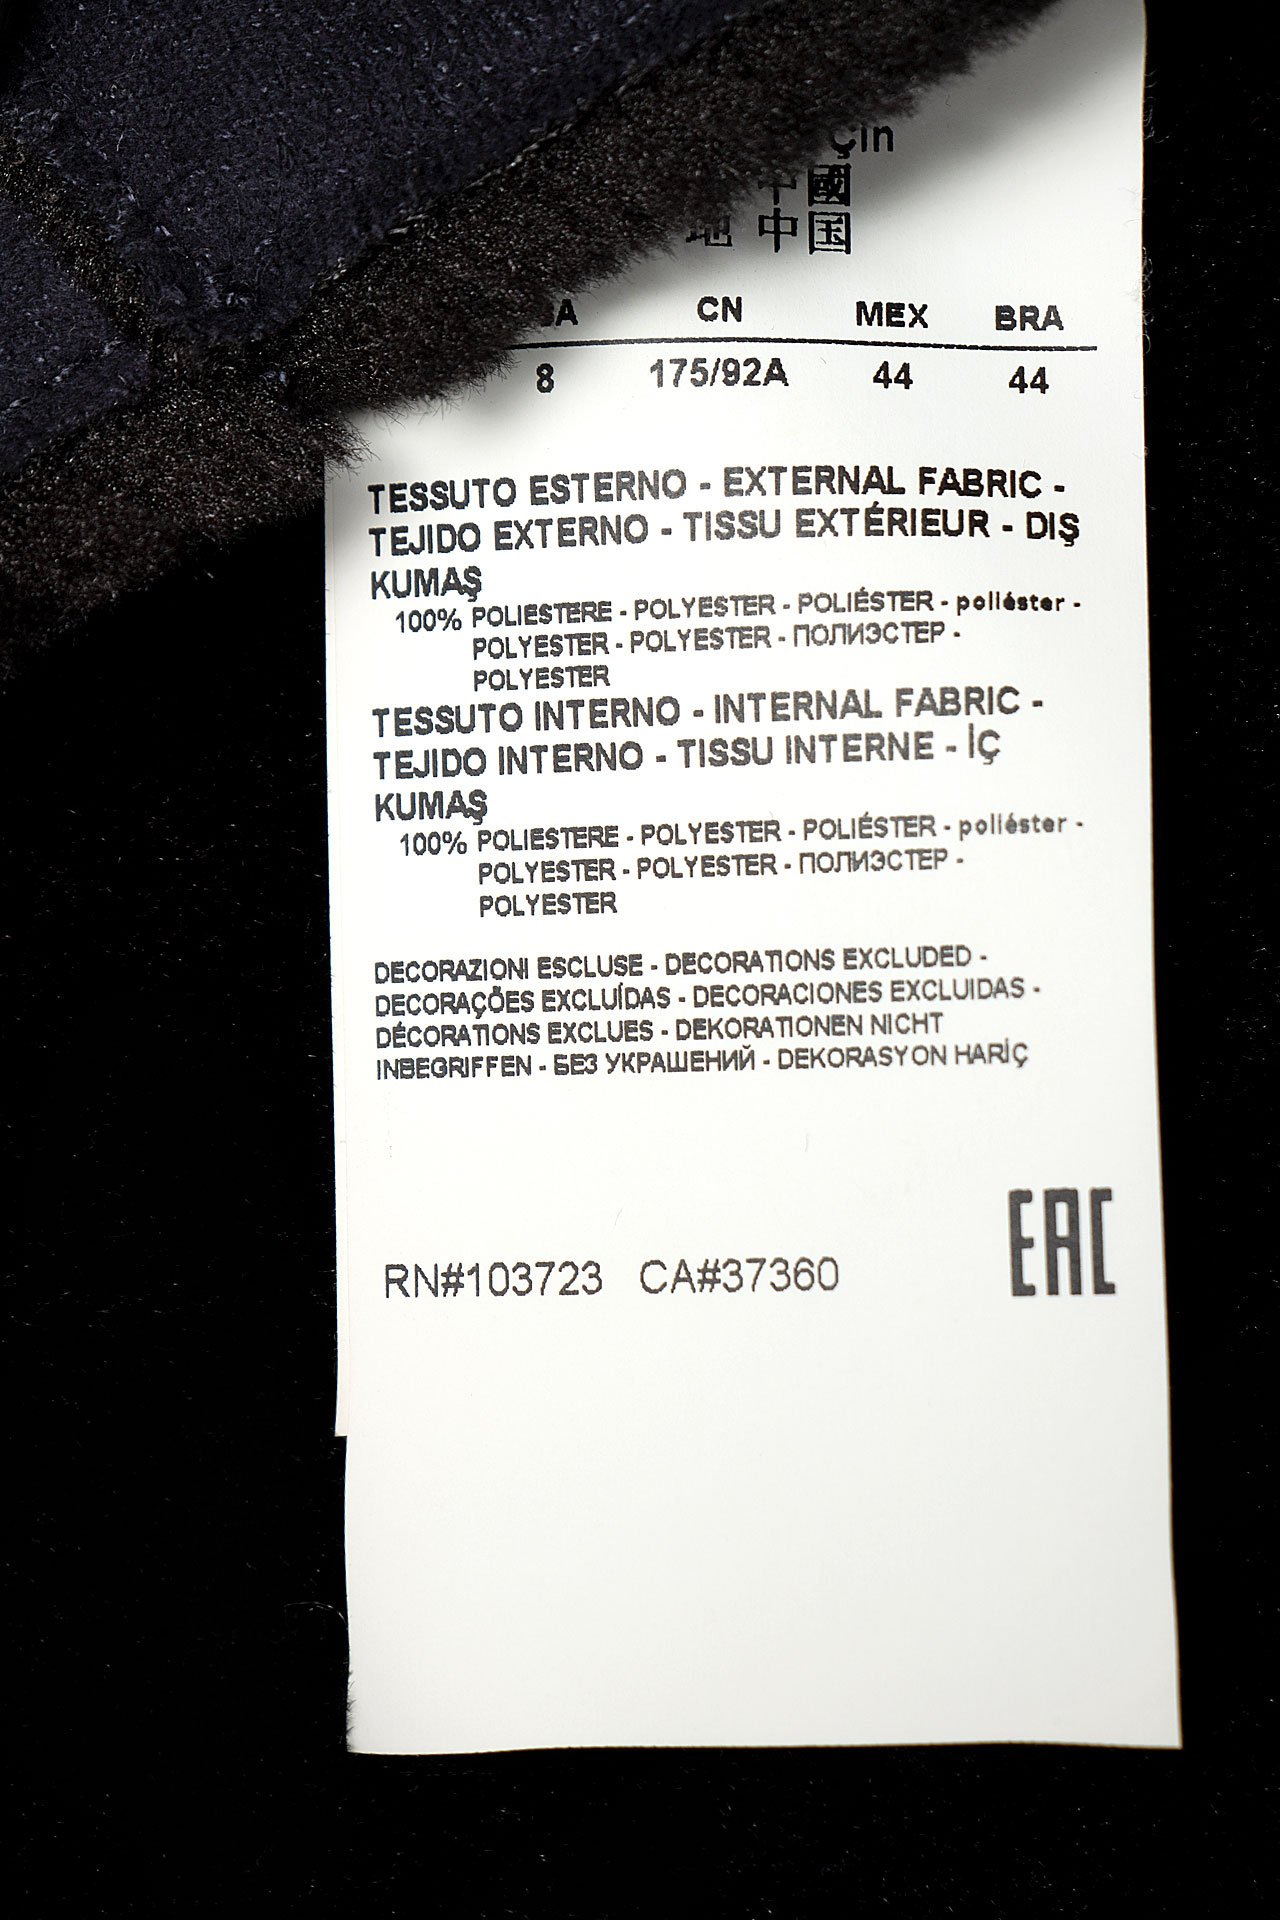 Çin
中國
地 中国
CN MEX BRA
8 175/92A 44 44
TESSUTO ESTERNO - EXTERNAL FABRIC -
TEJIDO EXTERNO - TISSU EXTÉRIEUR - DIŞ
KUMAŞ
100% POLIESTERE - POLYESTER - POLIÉSTER - poliéster -
POLYESTER - POLYESTER - ПОЛИЭСТЕР -
POLYESTER
TESSUTO INTERNO - INTERNAL FABRIC -
TEJIDO INTERNO - TISSU INTERNE - İÇ
KUMAŞ
100% POLIESTERE - POLYESTER - POLIÉSTER - poliéster -
POLYESTER - POLYESTER - ПОЛИЭСТЕР -
POLYESTER
DECORAZIONI ESCLUSE - DECORATIONS EXCLUDED -
DECORAÇÕES EXCLUÍDAS - DECORACIONES EXCLUIDAS -
DÉCORATIONS EXCLUES - DEKORATIONEN NICHT
INBEGRIFFEN - БЕЗ УКРАШЕНИЙ - DEKORASYON HARİÇ
EAC
RN#103723 CA#37360